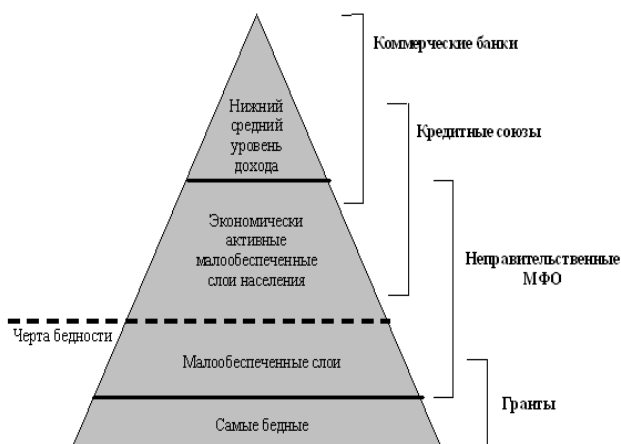 Коммерческие банки
Нижний
средний
уровень
дохода
Кредитные союзы
Экономически
активные
малообеспеченные
слои населения
Неправительственные
МФО
Черта бедности
Малообеспеченные слои
Гранты
Самые бедные